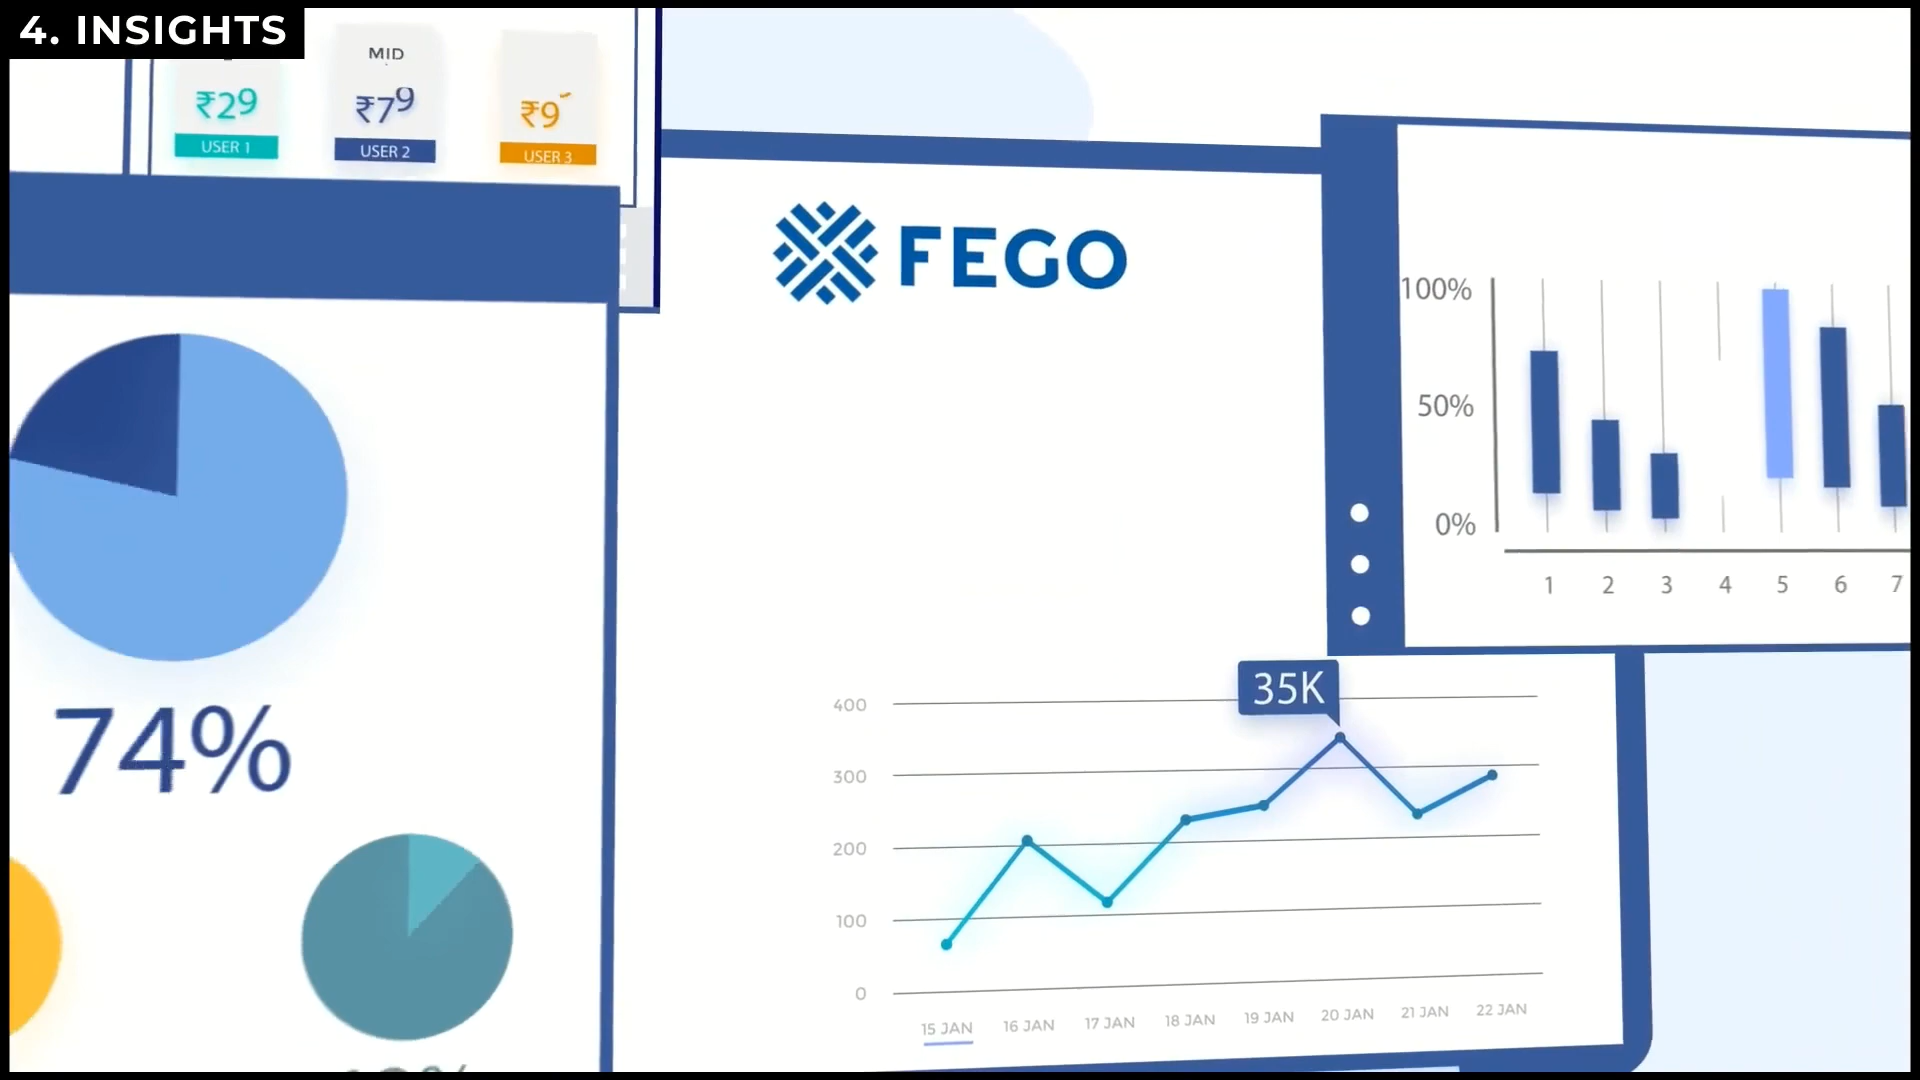 4. INSIGHTS
MID
₹29
₹79
₹9
USER 1
USER 2
USER 3
FEGO
100%
50%
0%
1 2 3 4 5 6 7
74%
35K
400
300
200
100
0
15 JAN 16 JAN 17 JAN 18 JAN 19 JAN 20 JAN 21 JAN 22 JAN